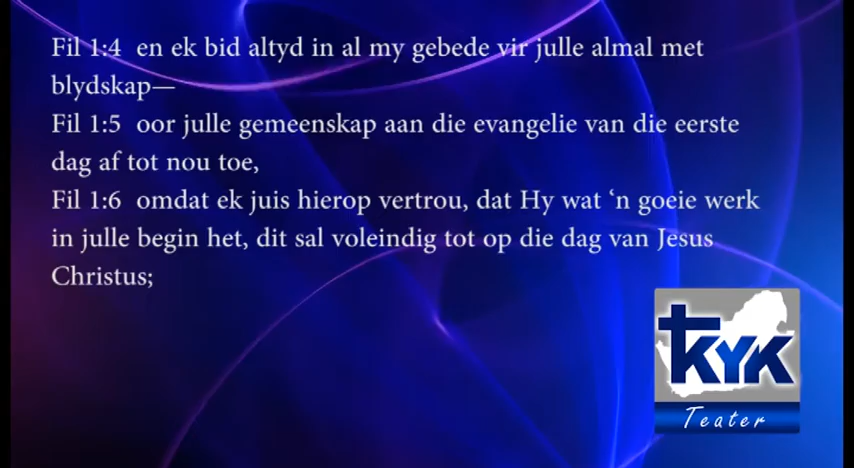 Fil 1:4 en ek bid altyd in al my gebede vir julle almal met
blydskap—
Fil 1:5 oor julle gemeenskap aan die evangelie van die eerste
dag af tot nou toe,
Fil 1:6 omdat ek juis hierop vertrou, dat Hy wat ‘n goeie werk
in julle begin het, dit sal voleindig tot op die dag van Jesus
Christus;
KYK
Teater